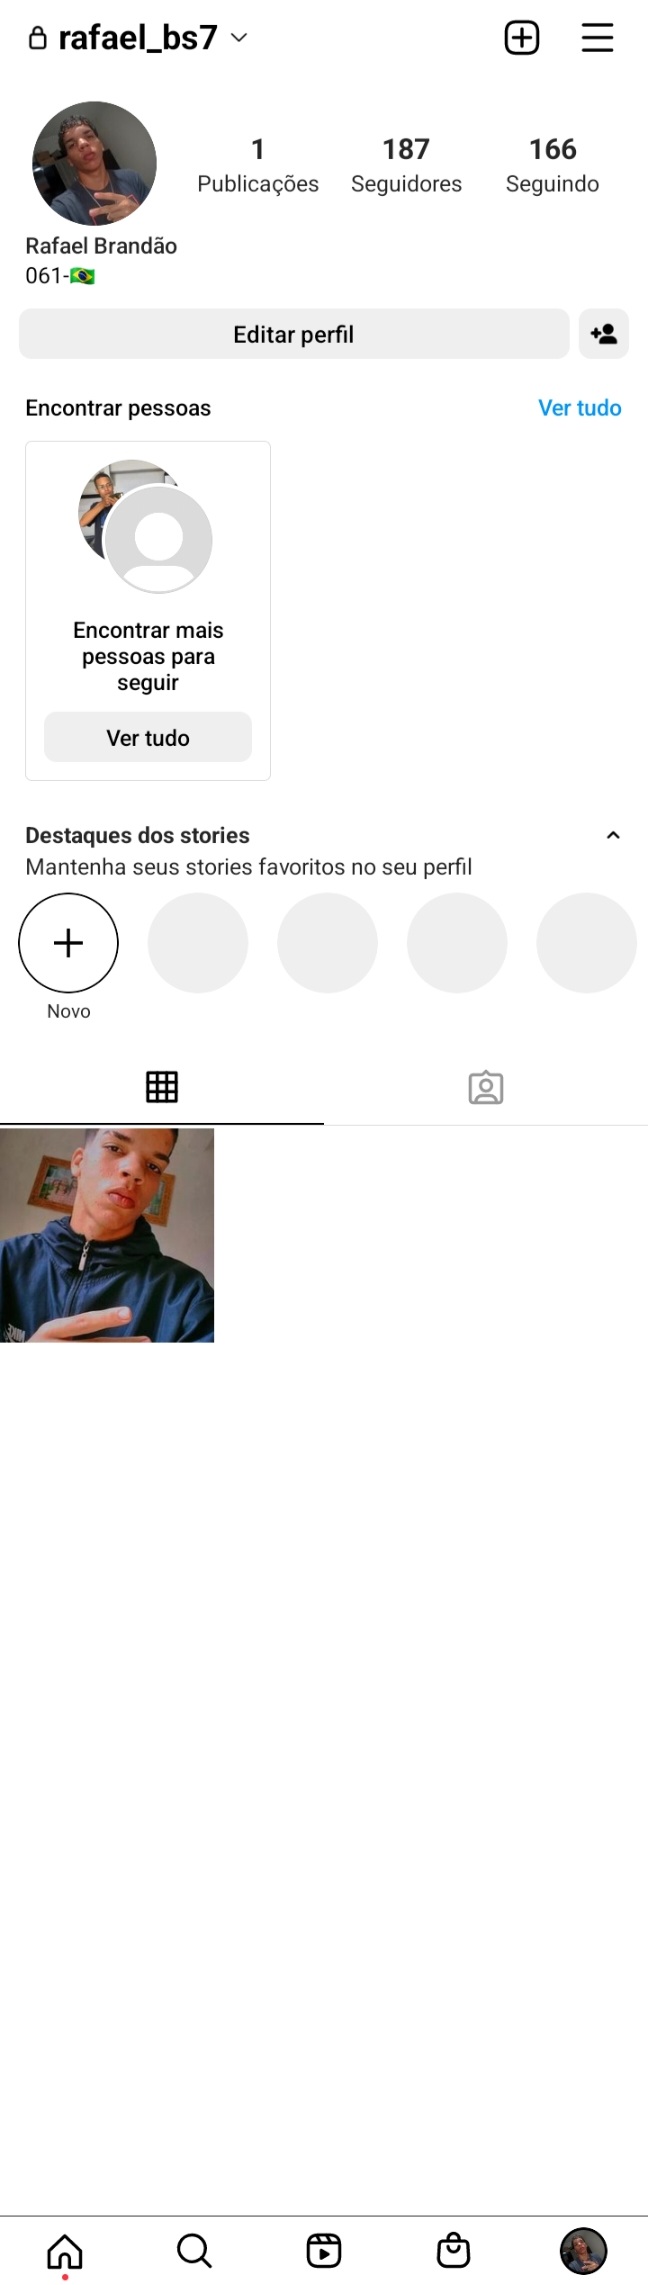 rafael_bs7
1 187 166
Publicações Seguidores Seguindo
Rafael Brandão
061-🇧🇷
Editar perfil
Encontrar pessoas Ver tudo
Encontrar mais
pessoas para
seguir
Ver tudo
Destaques dos stories
Mantenha seus stories favoritos no seu perfil
Novo